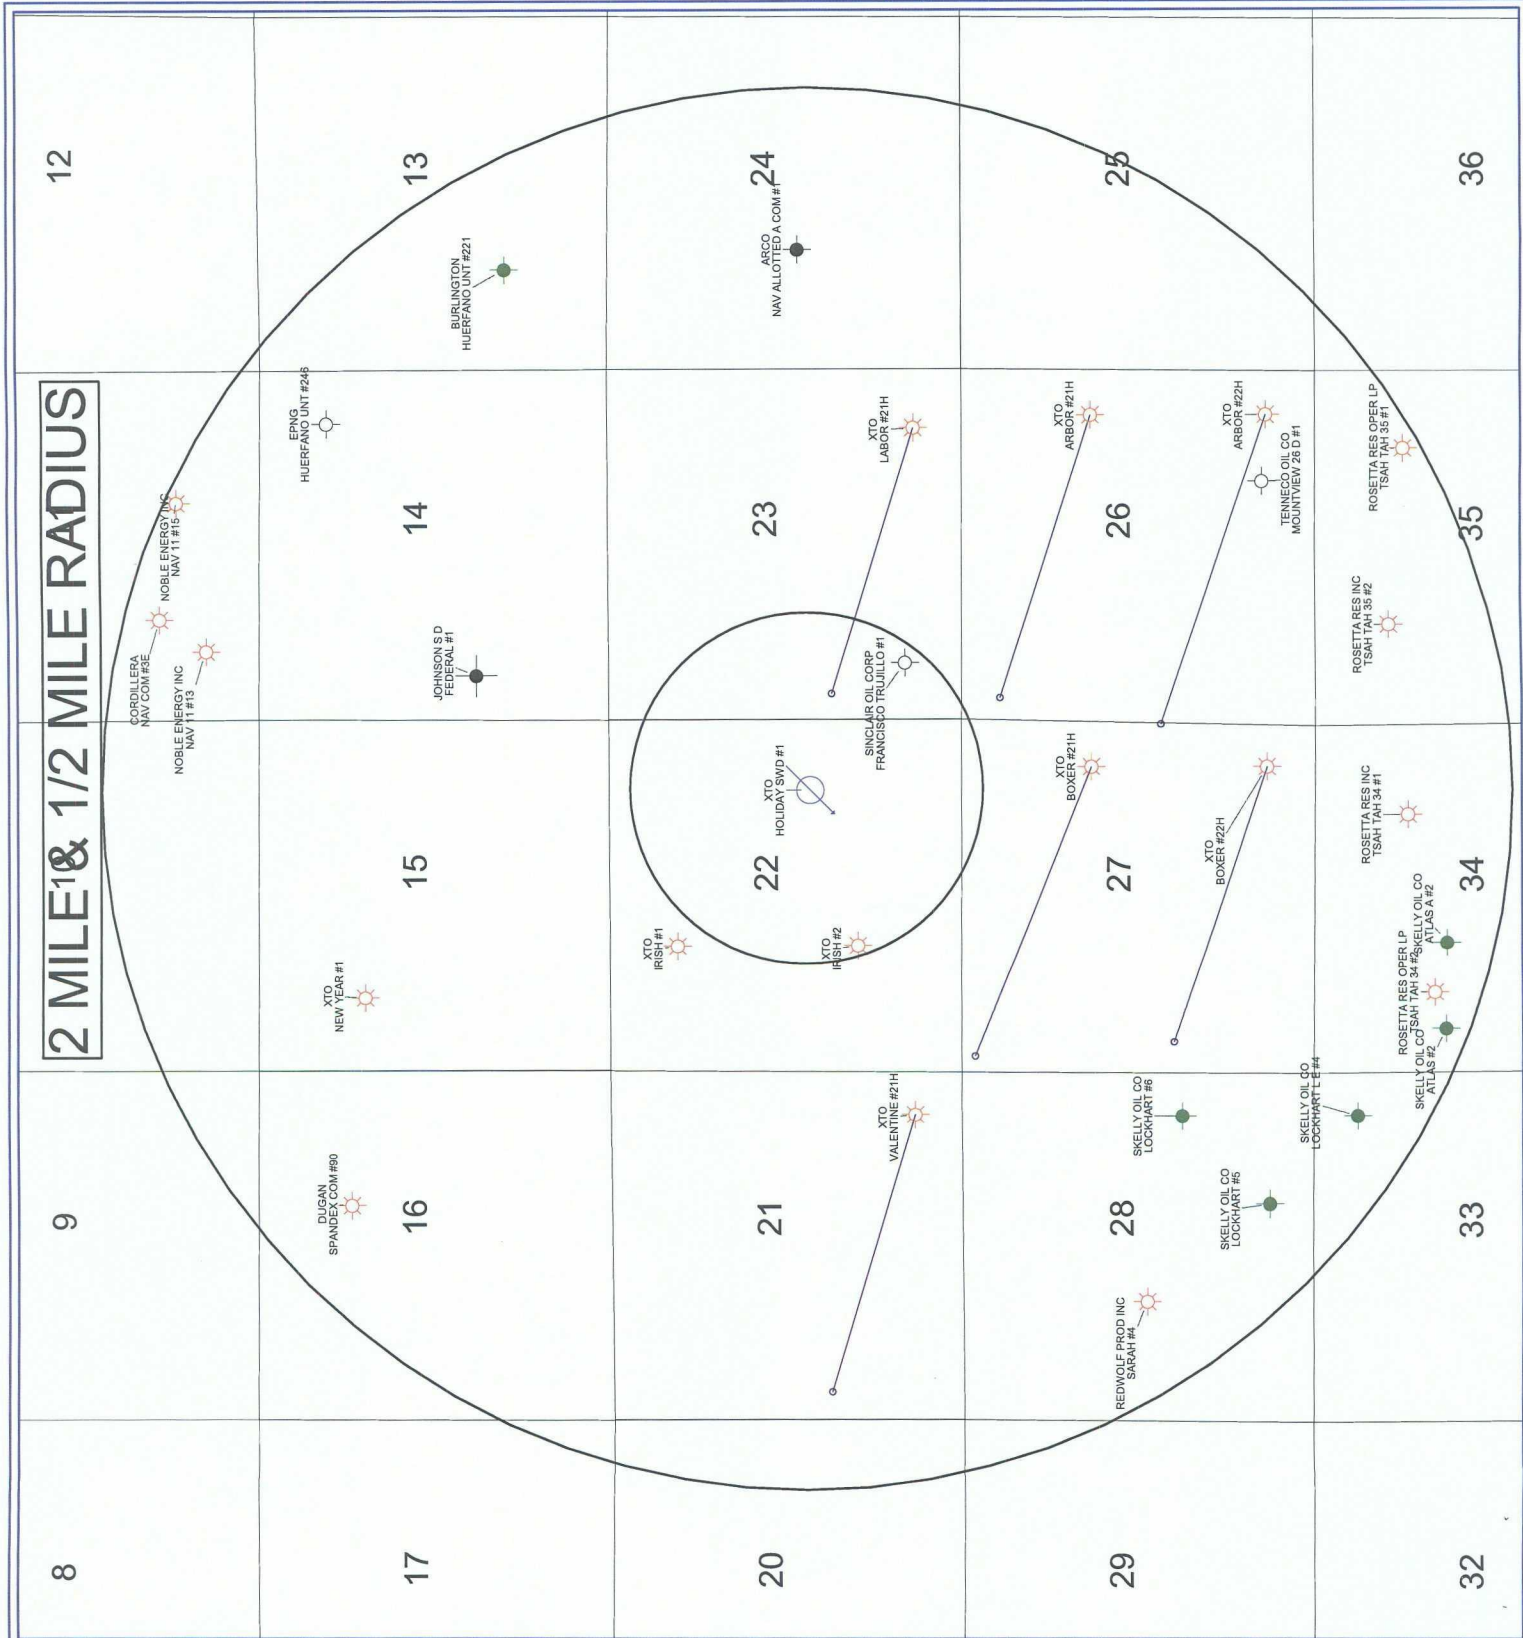 2 MILE & 1/2 MILE RADIUS
10
11
12
CORDILLERA
NAV COM #3E
NOBLE ENERGY INC
NAV 11 #15
NOBLE ENERGY INC
NAV 11 #13
EPNG
HUERFANO UNT #246
BURLINGTON
HUERFANO UNT #221
13
JOHNSON S D
FEDERAL #1
14
XTO
NEW YEAR #1
15
DUGAN
SPANDEX COM #90
16
9
8
17
ARCO
NAV ALLOTTED A COM #1
24
23
XTO
LABOR #21H
SINCLAIR OIL CORP
FRANCISCO TRUJILLO #1
XTO
HOLIDAY SWD #1
22
XTO
IRISH #1
XTO
IRISH #2
XTO
VALENTINE #21H
21
20
25
XTO
ARBOR #21H
XTO
ARBOR #22H
TENNECO OIL CO
MOUNTVIEW 26 D #1
26
XTO
BOXER #21H
XTO
BOXER #22H
27
SKELLY OIL CO
LOCKHART #6
SKELLY OIL CO
LOCKHART #5
28
REDWOLF PROD INC
SARAH #4
29
36
ROSETTA RES OPER LP
TSAH TAH 35 #1
35
ROSETTA RES INC
TSAH TAH 35 #2
ROSETTA RES INC
TSAH TAH 34 #1
34
SKELLY OIL CO
ATLAS A #2
ROSETTA RES OPER LP
TSAH TAH 34 #2
SKELLY OIL CO
ATLAS #2
SKELLY OIL CO
LOCKHART L E #4
33
32